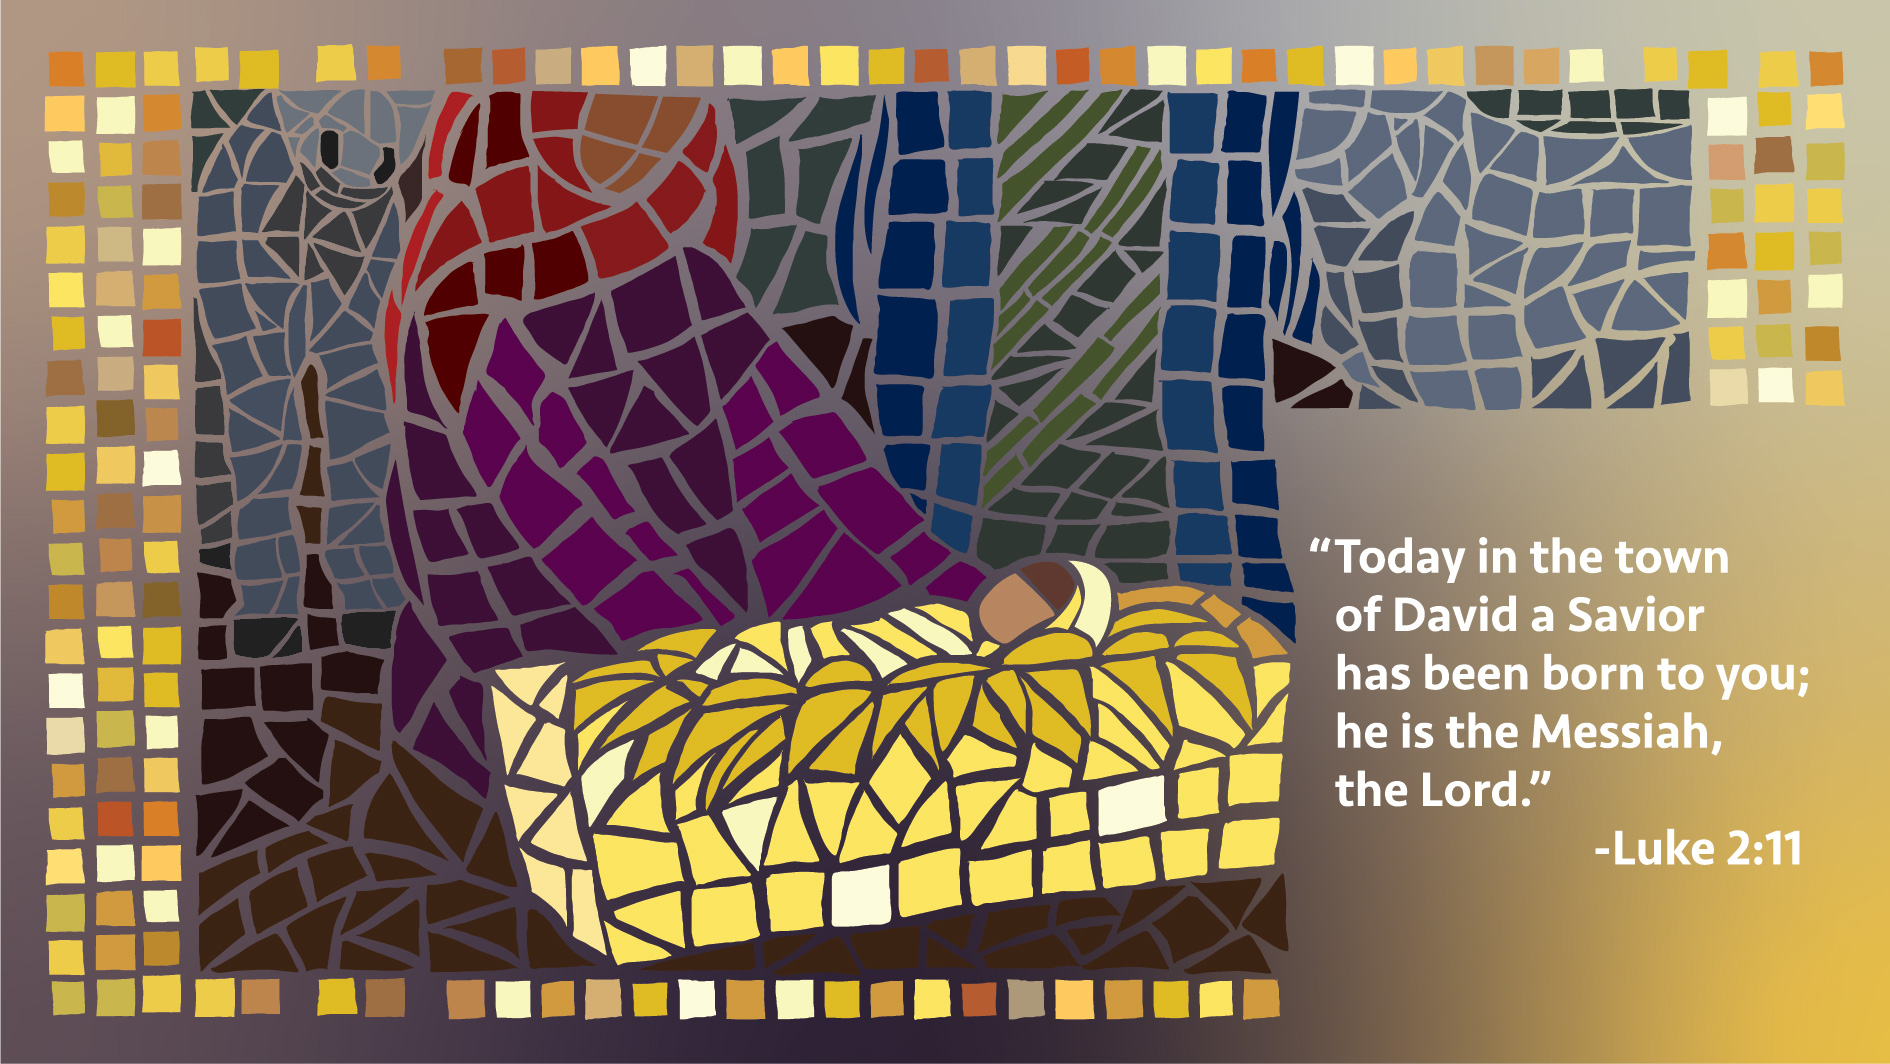 “Today in the town
of David a Savior
has been born to you;
he is the Messiah,
the Lord.”
-Luke 2:11